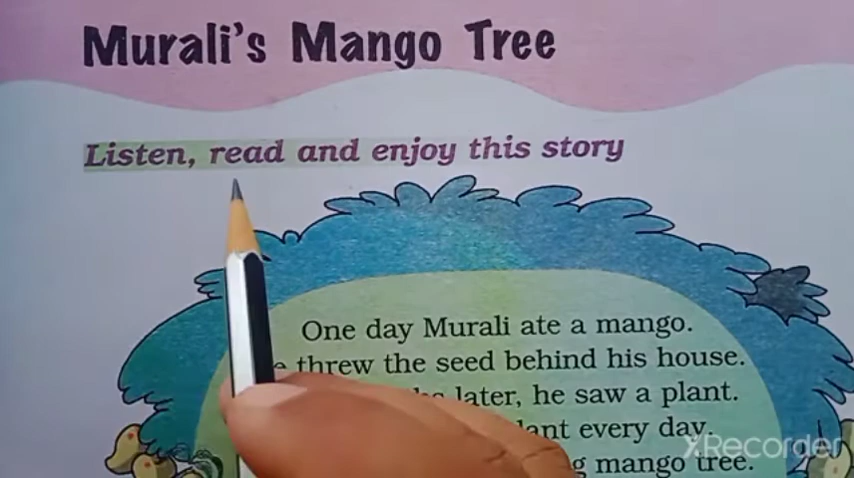 Murali's Mango Tree
Listen, read and enjoy this story
One day Murali ate a mango.
threw the seed behind his house.
later, he saw a plant.
every day.
mango tree.
XRecorder